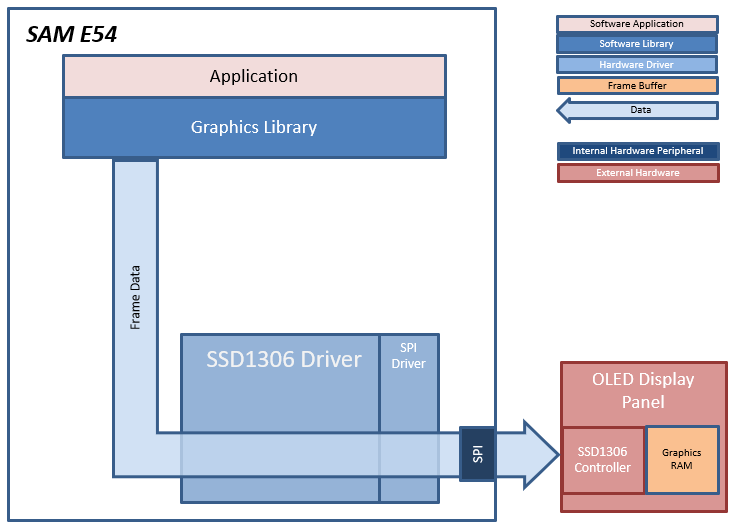 SAM E54
Application
Graphics Library
Frame Data
SSD1306 Driver
SPI
Driver
SPI
OLED Display
Panel
SSD1306
Controller
Graphics
RAM
Software Application
Software Library
Hardware Driver
Frame Buffer
Data
Internal Hardware Peripheral
External Hardware